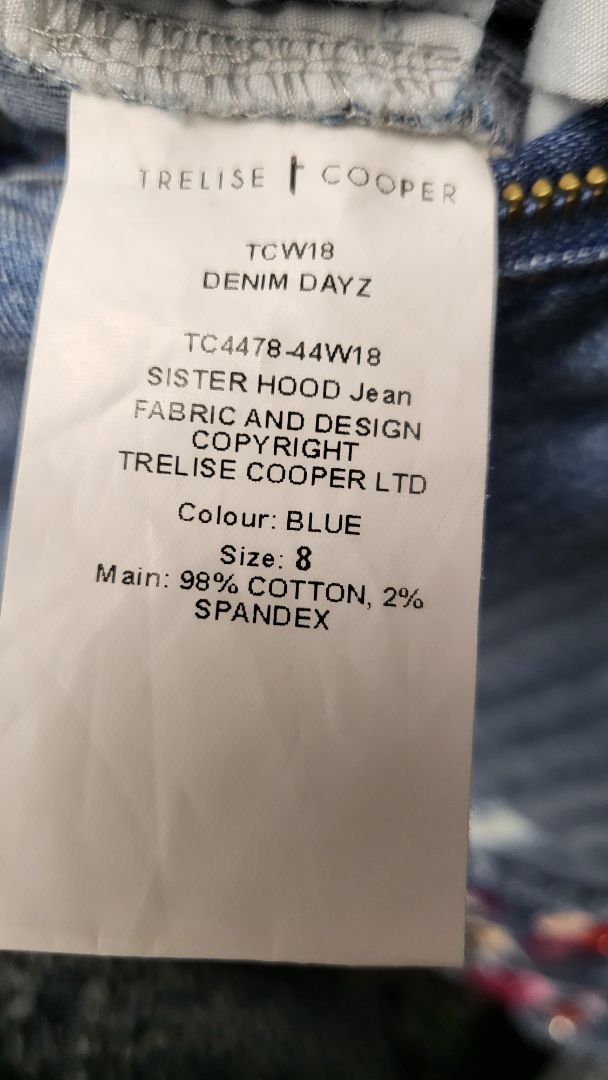 TRELISE t COOPER
TCW18
DENIM DAYZ
TC4478-44W18
SISTER HOOD Jean
FABRIC AND DESIGN
COPYRIGHT
TRELISE COOPER LTD
Colour: BLUE
Size: 8
Main: 98% COTTON, 2%
SPANDEX